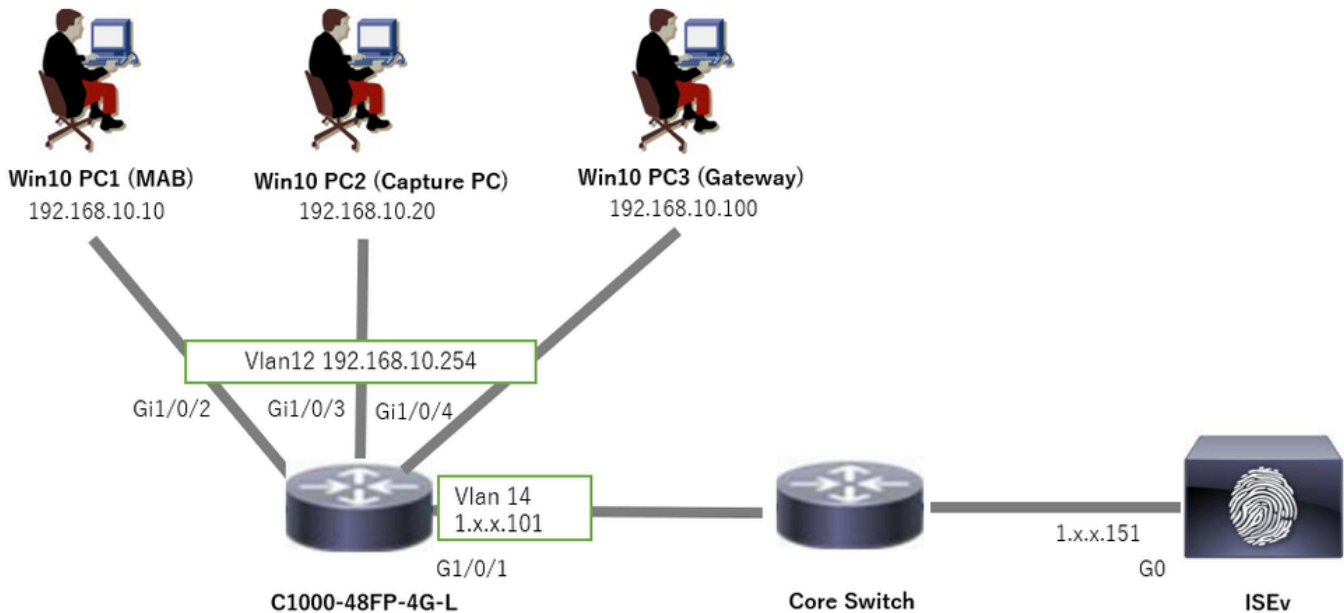 Win10 PC1 (MAB)
192.168.10.10
Win10 PC2 (Capture PC)
192.168.10.20
Win10 PC3 (Gateway)
192.168.10.100
Vlan12 192.168.10.254
Gi1/0/2
Gi1/0/3
Gi1/0/4
Vlan 14
1.x.x.101
G1/0/1
1.x.x.151
G0
C1000-48FP-4G-L
Core Switch
ISEv